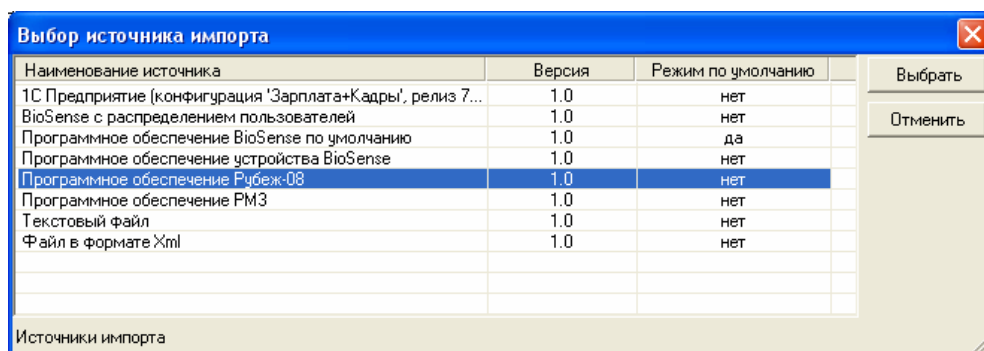 Выбор источника импорта
Наименование источника Версия Режим по умолчанию
Выбрать
1С Предприятие (конфигурация 'Зарплата+Кадры', релиз 7... 1.0 нет
BioSense с распределением пользователей 1.0 нет
Отменить
Программное обеспечение BioSense по умолчанию 1.0 да
Программное обеспечение устройства BioSense 1.0 нет
Программное обеспечение Рубеж-08 1.0 нет
Программное обеспечение РМЗ 1.0 нет
Текстовый файл 1.0 нет
Файл в формате Xml 1.0 нет
Источники импорта